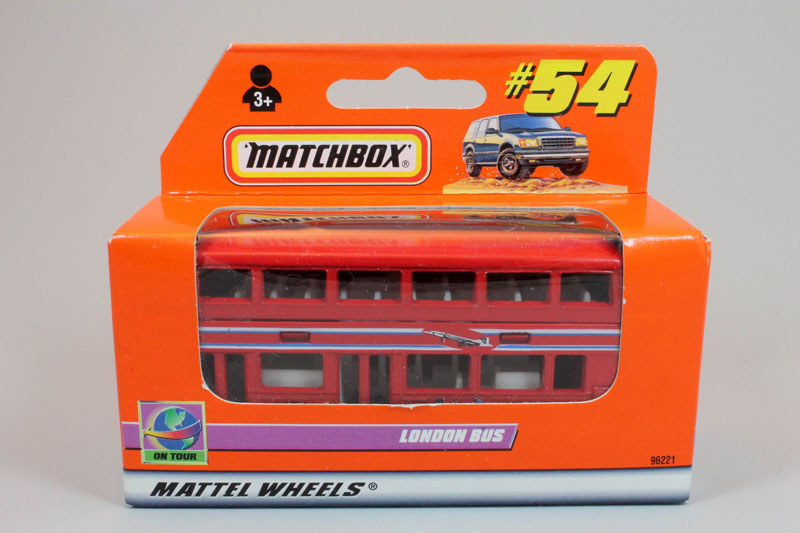 #54
3+
MATCHBOX®
LONDON BUS
ON TOUR
96221
MATTEL WHEELS®